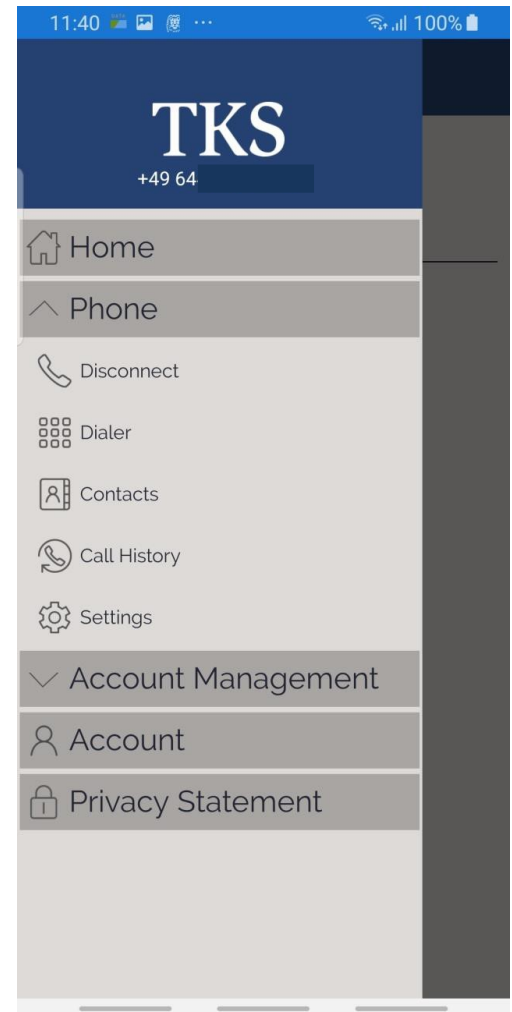 11:40
100%
TKS
+49 64
Home
Phone
Disconnect
Dialer
Contacts
Call History
Settings
Account Management
Account
Privacy Statement